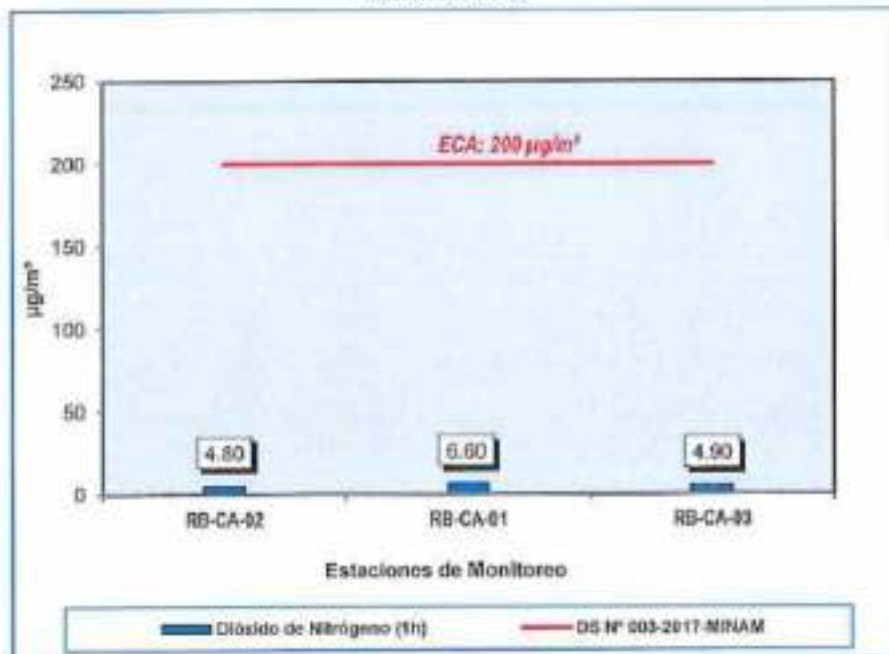 250
ECA: 200 µg/m³
200
150
µg/m³
100
50
4.80
6.60
4.90
0
RB-CA-02
RB-CA-01
RB-CA-03
Estaciones de Monitoreo
Dióxido de Nitrógeno (1h)
DS Nº 003-2017-MINAM